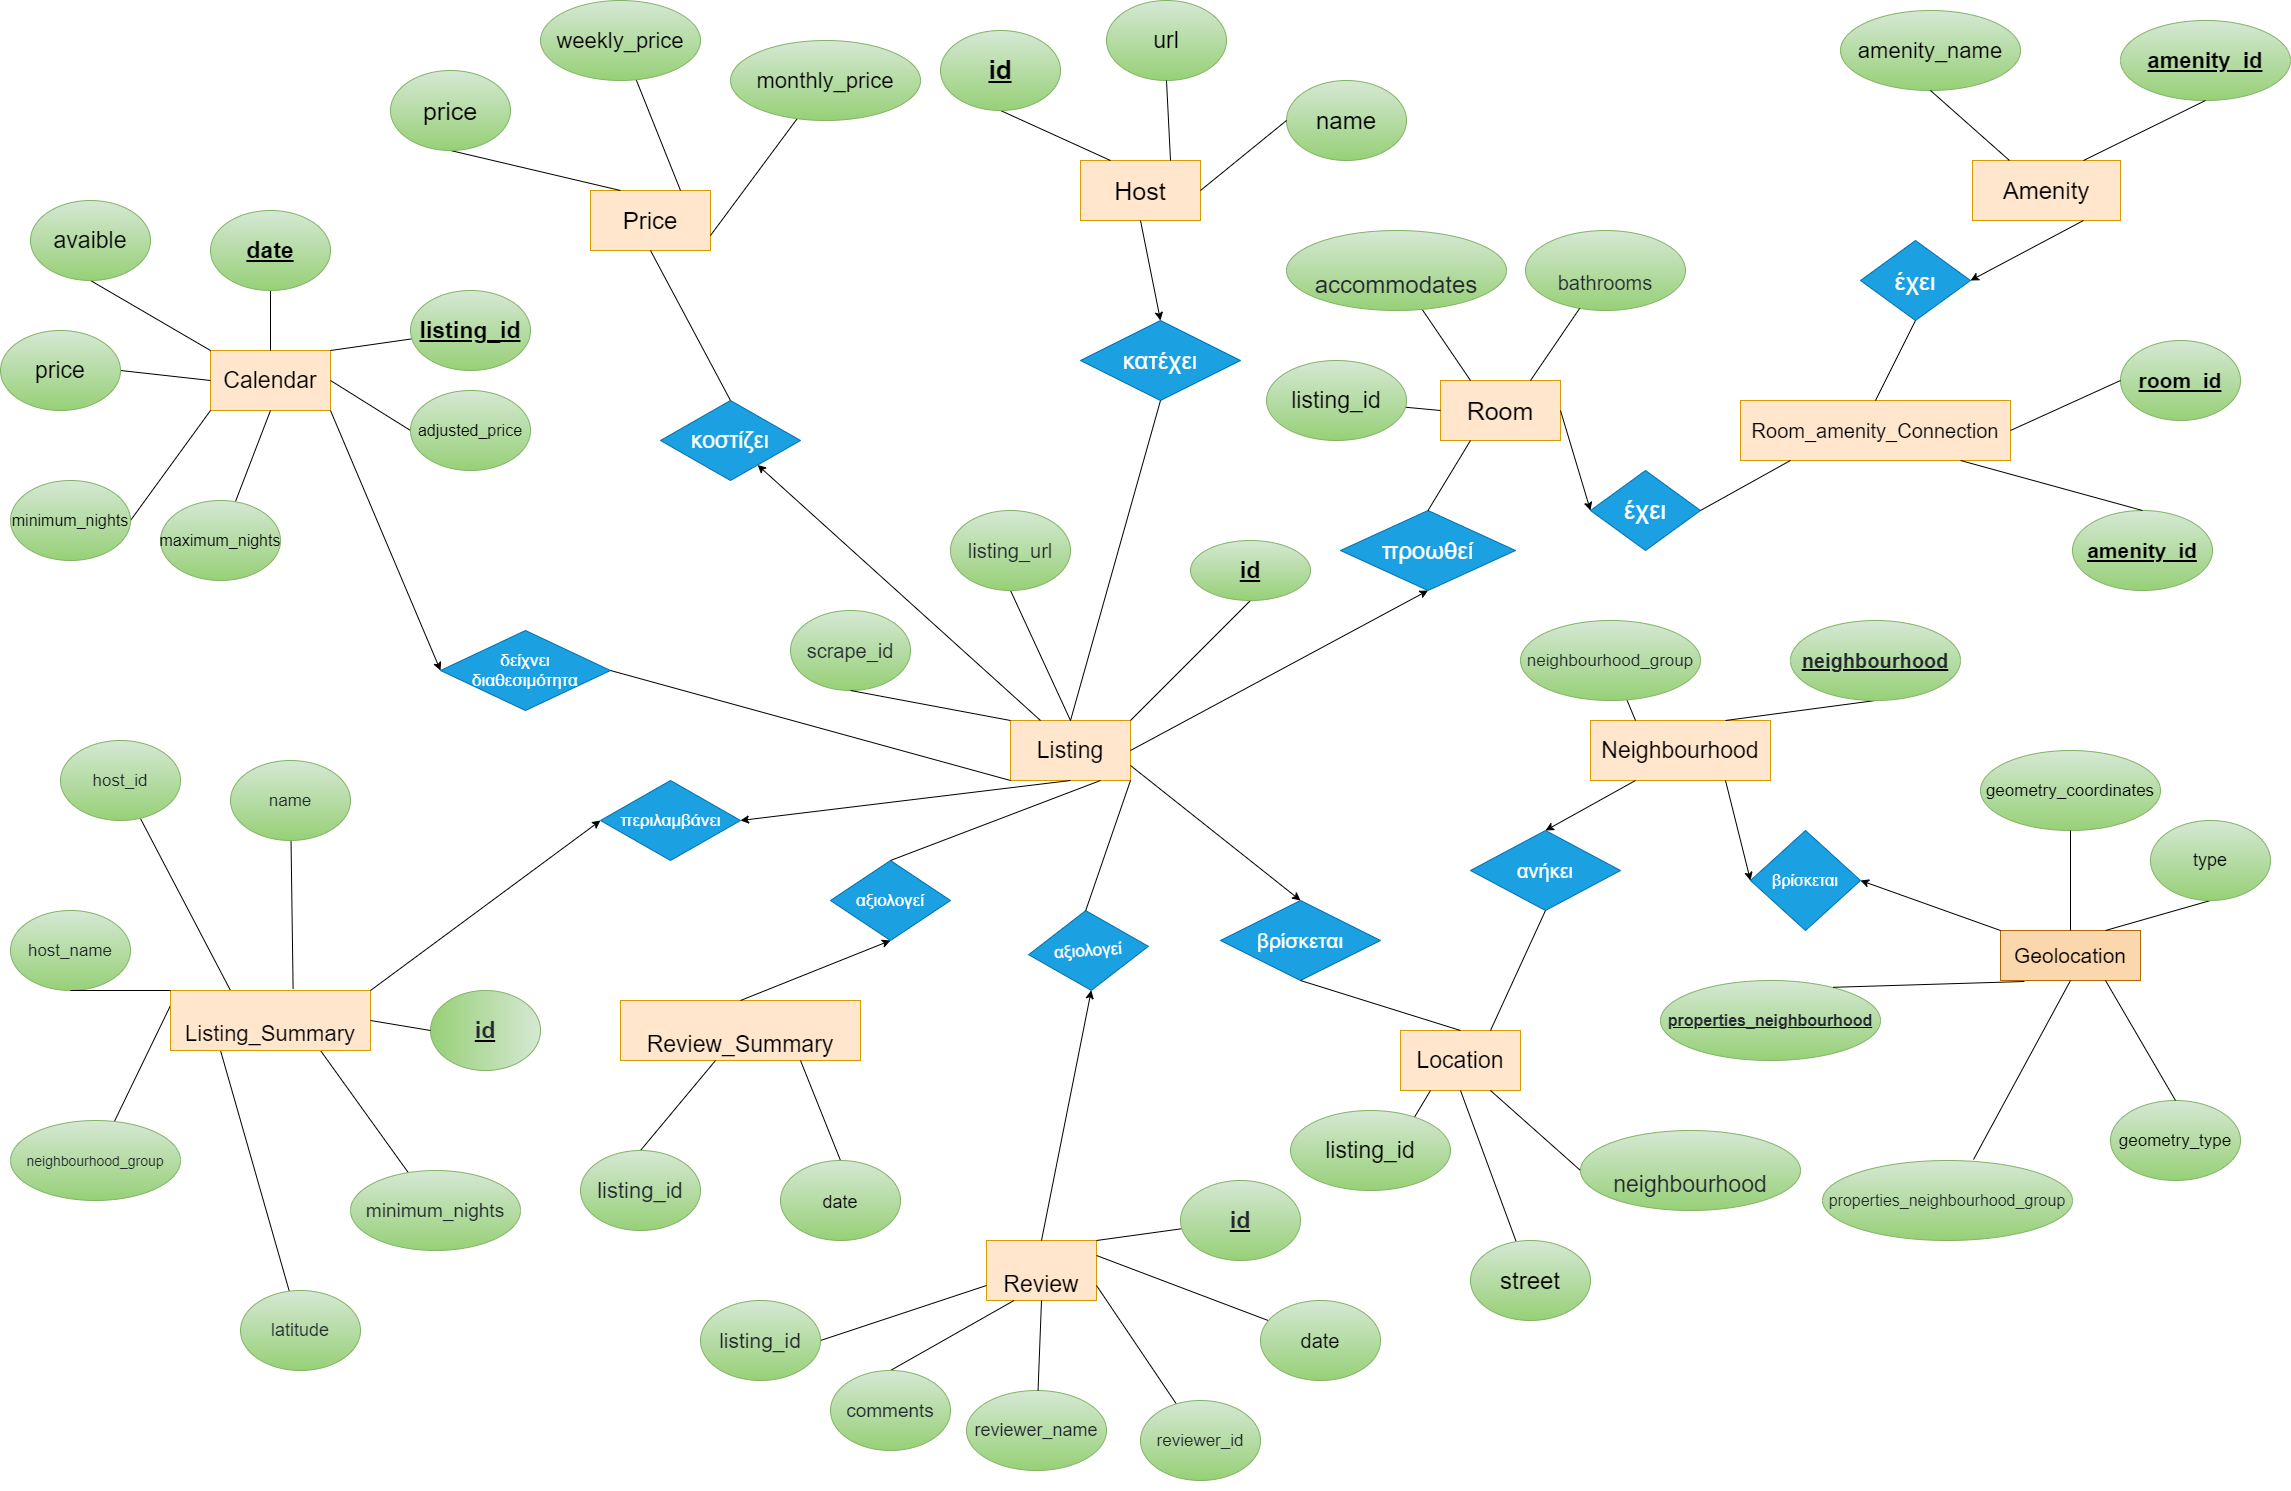 weekly_price
url
id
amenity_name
amenity_id
monthly_price
price
name
Host
Amenity
Price
avaible
date
accommodates
bathrooms
έχει
listing_id
κατέχει
price
Calendar
listing_id
Room
room_id
adjusted_price
κοστίζει
Room_amenity_Connection
minimum_nights
maximum_nights
έχει
listing_url
προωθεί
amenity_id
id
scrape_id
δείχνει
διαθεσιμότητα
neighbourhood_group
neighbourhood
Listing
Neighbourhood
host_id
name
περιλαμβάνει
geometry_coordinates
type
ανήκει
βρίσκεται
αξιολογεί
βρίσκεται
αξιολογεί
host_name
Geolocation
Listing_Summary
id
Review_Summary
properties_neighbourhood
Location
neighbourhood_group
listing_id
geometry_type
listing_id
date
neighbourhood
minimum_nights
properties_neighbourhood_group
id
Review
street
latitude
listing_id
date
comments
reviewer_name
reviewer_id